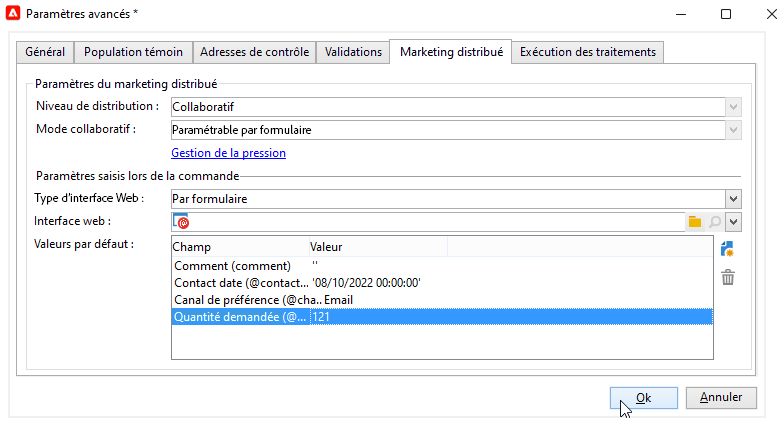 Paramètres avancés *
Général Population témoin Adresses de contrôle Validations Marketing distribué Exécution des traitements
Paramètres du marketing distribué
Niveau de distribution : Collaboratif
Mode collaboratif : Paramétrable par formulaire
Gestion de la pression
Paramètres saisis lors de la commande
Type d'interface Web : Par formulaire
Interface web :
Valeurs par défaut : Champ Valeur
Comment (comment) ''
Contact date (@contact... '08/10/2022 00:00:00'
Canal de préférence (@cha.. Email
Quantité demandée (@... 121
Ok Annuler